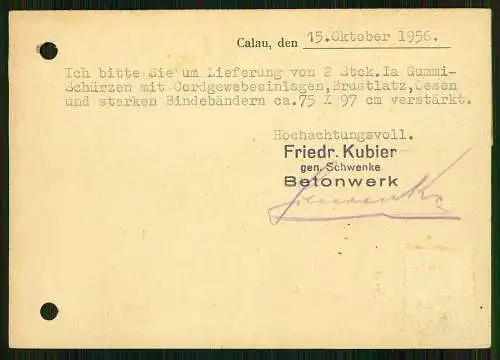 Calau, den 15.Oktober 1956.
Ich bitte Sie um Lieferung von 2 Stck.Ia Gummi-
Schürzen mit Cordgewebeeinlagen,Brustlatz,Oesen
und starken Bindebändern ca.75 X 97 cm verstärkt.
Hochachtungsvoll.
Friedr. Kubier
gen. Schwenke
Betonwerk